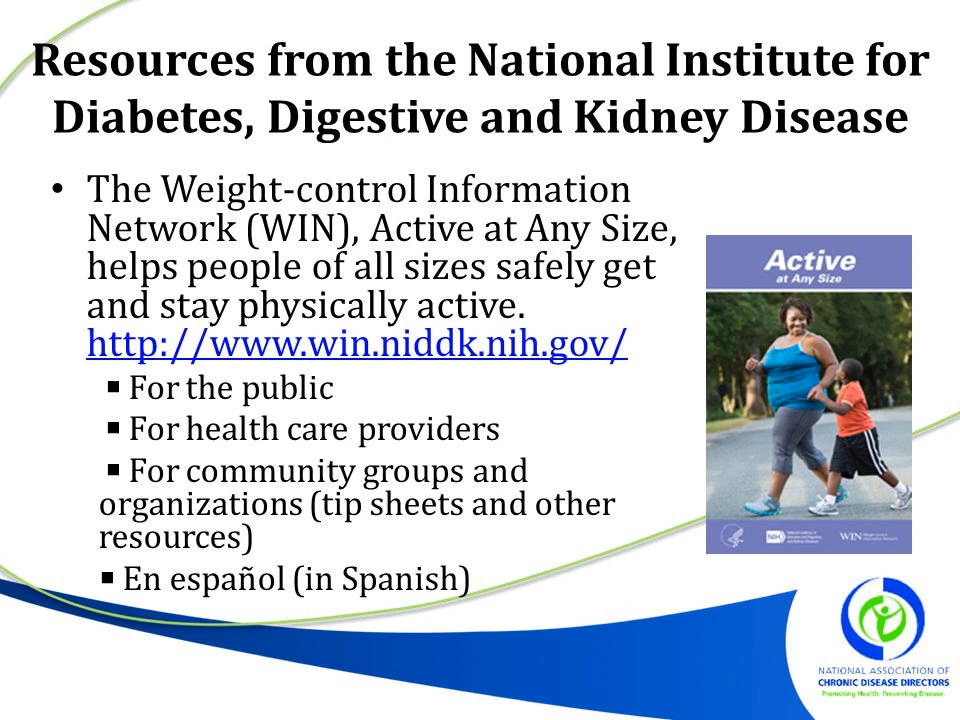 Resources from the National Institute for
Diabetes, Digestive and Kidney Disease
• The Weight-control Information
Network (WIN), Active at Any Size,
helps people of all sizes safely get
and stay physically active.
http://www.win.niddk.nih.gov/
▪ For the public
▪ For health care providers
▪ For community groups and
organizations (tip sheets and other
resources)
▪ En español (in Spanish)
Active
at Any Size
NIH
WIN
NATIONAL ASSOCIATION OF
CHRONIC DISEASE DIRECTORS
Promoting Health. Preventing Disease.